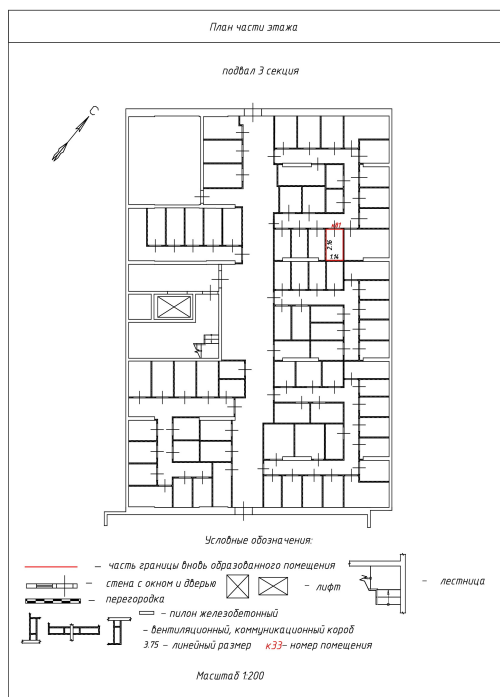 План части этажа
подвал 3 секция
С
к81
2.16
1.14
Условные обозначения:
— часть границы вновь образованного помещения
— стена с окном и дверью
— лифт
— лестница
— перегородка
— пилон железобетонный
— вентиляционный, коммуникационный короб
3.75 — линейный размер к33— номер помещения
Масштаб 1:200